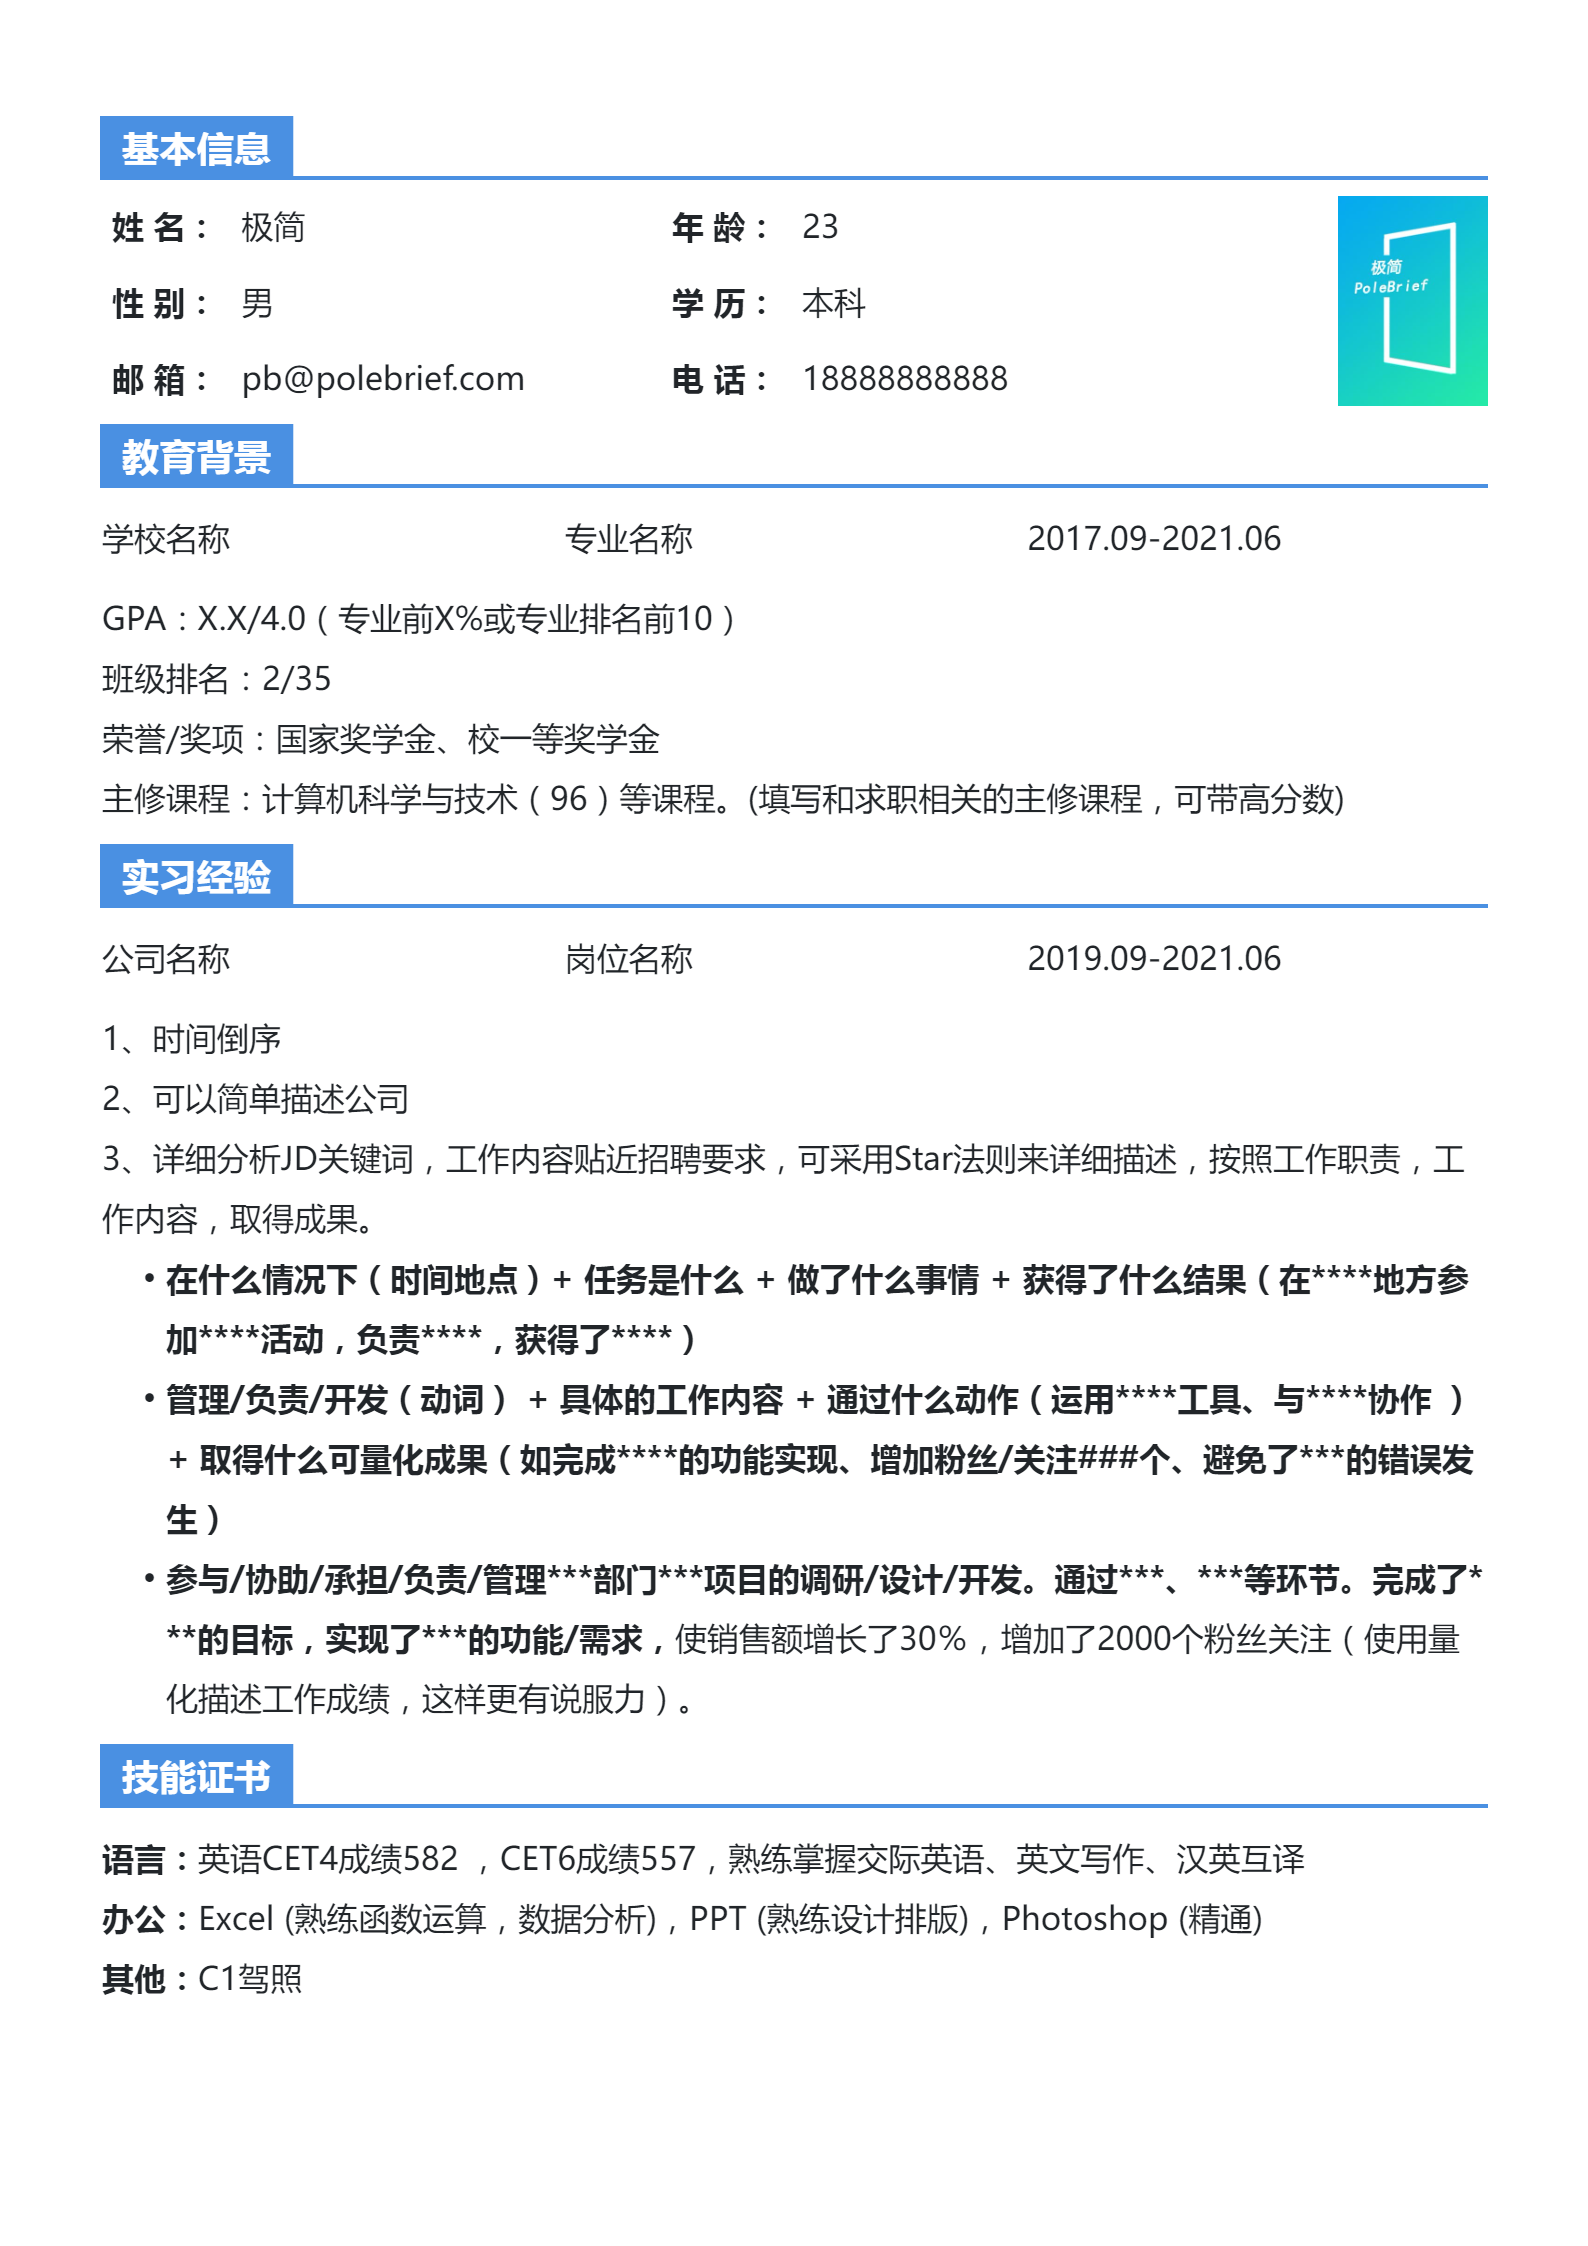 基本信息
姓 名： 极简 年 龄： 23
极简
PoleBrief
性 别： 男 学 历： 本科
邮 箱： pb@polebrief.com 电 话： 18888888888
教育背景
学校名称 专业名称 2017.09-2021.06
GPA：X.X/4.0（专业前X%或专业排名前10）
班级排名：2/35
荣誉/奖项：国家奖学金、校一等奖学金
主修课程：计算机科学与技术（96）等课程。(填写和求职相关的主修课程，可带高分数)
实习经验
公司名称 岗位名称 2019.09-2021.06
1、时间倒序
2、可以简单描述公司
3、详细分析JD关键词，工作内容贴近招聘要求，可采用Star法则来详细描述，按照工作职责，工
作内容，取得成果。
• 在什么情况下（时间地点）+ 任务是什么 + 做了什么事情 + 获得了什么结果（在****地方参
加****活动，负责****，获得了****）
• 管理/负责/开发（动词） + 具体的工作内容 + 通过什么动作（运用****工具、与****协作 ）
+ 取得什么可量化成果（如完成****的功能实现、增加粉丝/关注###个、避免了***的错误发
生）
• 参与/协助/承担/负责/管理***部门***项目的调研/设计/开发。通过***、***等环节。完成了*
**的目标，实现了***的功能/需求，使销售额增长了30%，增加了2000个粉丝关注（使用量
化描述工作成绩，这样更有说服力）。
技能证书
语言：英语CET4成绩582 ，CET6成绩557，熟练掌握交际英语、英文写作、汉英互译
办公：Excel (熟练函数运算，数据分析)，PPT (熟练设计排版)，Photoshop (精通)
其他：C1驾照